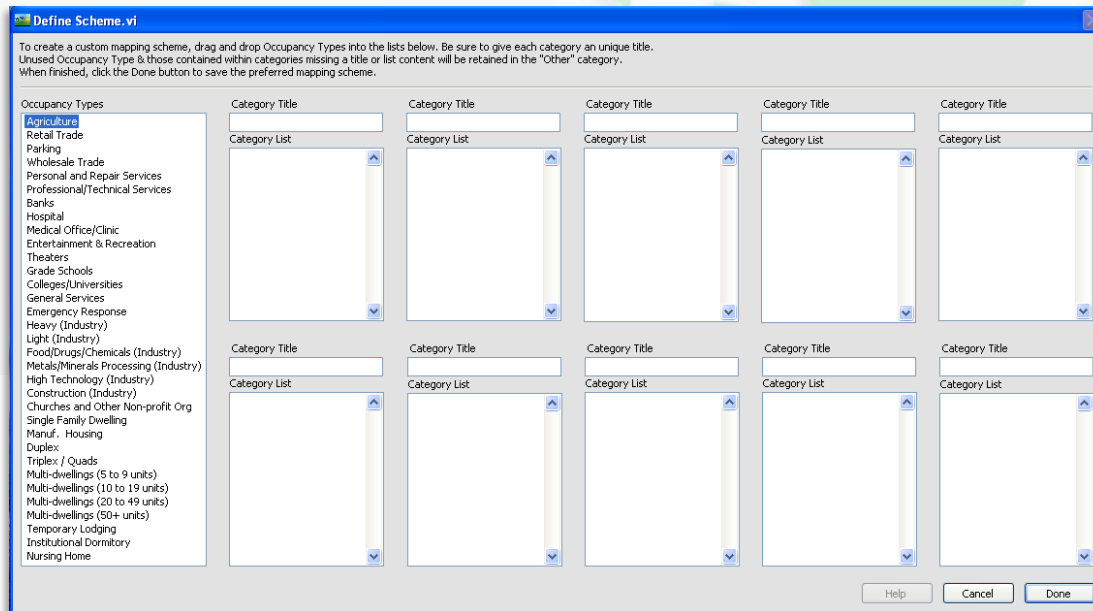 Define Scheme.vi
To create a custom mapping scheme, drag and drop Occupancy Types into the lists below. Be sure to give each category an unique title.
Unused Occupancy Type & those contained within categories missing a title or list content will be retained in the "Other" category.
When finished, click the Done button to save the preferred mapping scheme.
Occupancy Types
Agriculture
Retail Trade
Parking
Wholesale Trade
Personal and Repair Services
Professional/Technical Services
Banks
Hospital
Medical Office/Clinic
Entertainment & Recreation
Theaters
Grade Schools
Colleges/Universities
General Services
Emergency Response
Heavy (Industry)
Light (Industry)
Food/Drugs/Chemicals (Industry)
Metals/Minerals Processing (Industry)
High Technology (Industry)
Construction (Industry)
Churches and Other Non-profit Org
Single Family Dwelling
Manuf. Housing
Duplex
Triplex / Quads
Multi-dwellings (5 to 9 units)
Multi-dwellings (10 to 19 units)
Multi-dwellings (20 to 49 units)
Multi-dwellings (50+ units)
Temporary Lodging
Institutional Dormitory
Nursing Home
Category Title
Category List
Category Title
Category List
Category Title
Category List
Category Title
Category List
Category Title
Category List
Category Title
Category List
Category Title
Category List
Category Title
Category List
Category Title
Category List
Category Title
Category List
Help
Cancel
Done